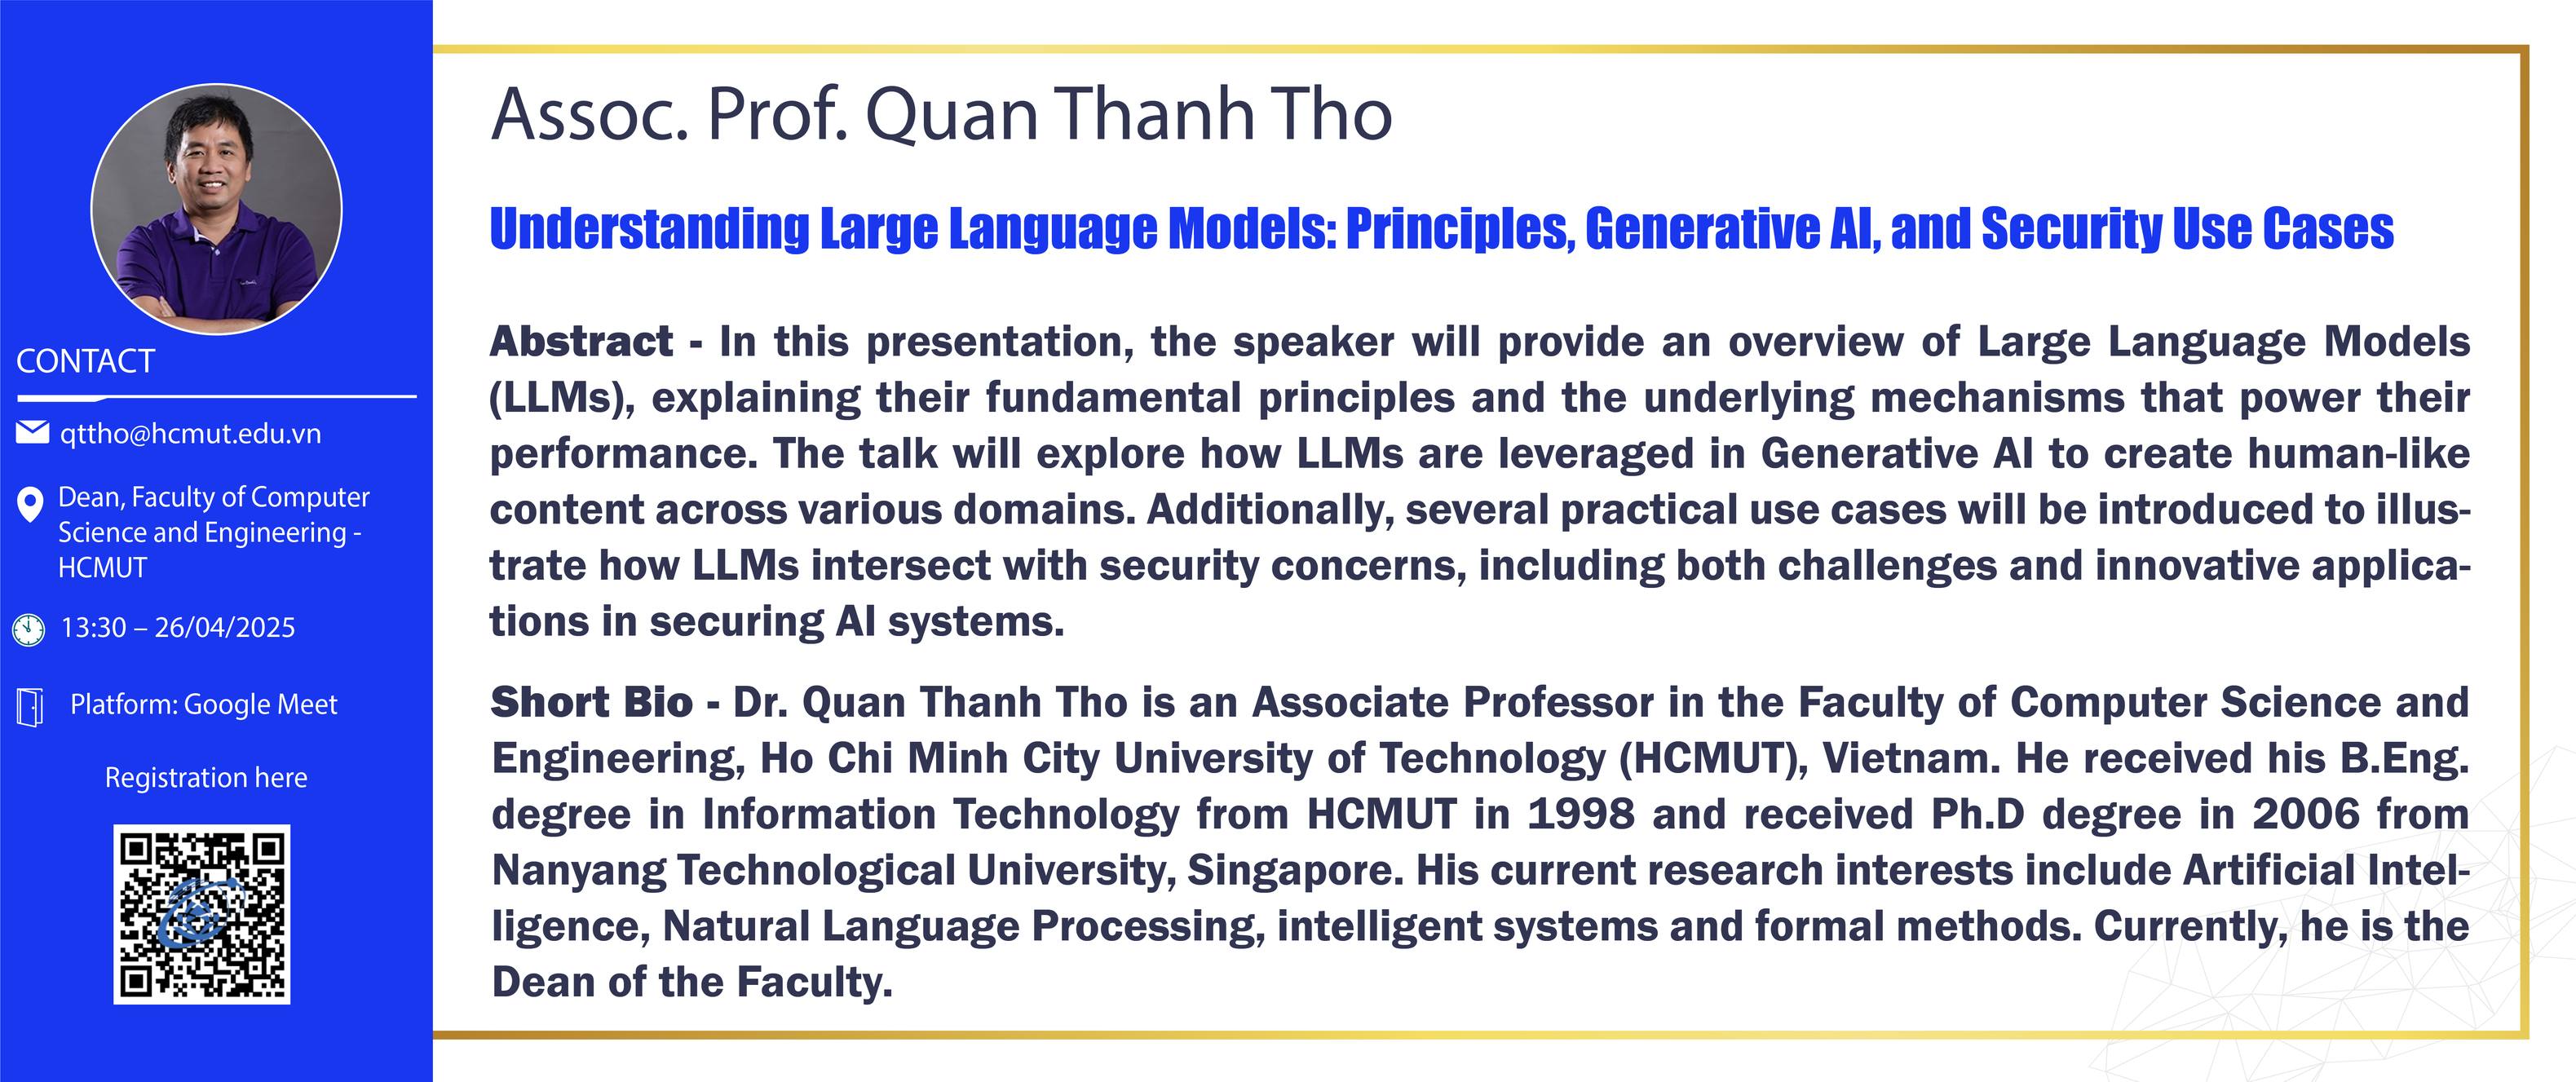 Assoc. Prof. Quan Thanh Tho
Understanding Large Language Models: Principles, Generative AI, and Security Use Cases
Abstract - In this presentation, the speaker will provide an overview of Large Language Models
(LLMs), explaining their fundamental principles and the underlying mechanisms that power their
performance. The talk will explore how LLMs are leveraged in Generative AI to create human-like
content across various domains. Additionally, several practical use cases will be introduced to illus-
trate how LLMs intersect with security concerns, including both challenges and innovative applica-
tions in securing AI systems.
Short Bio - Dr. Quan Thanh Tho is an Associate Professor in the Faculty of Computer Science and
Engineering, Ho Chi Minh City University of Technology (HCMUT), Vietnam. He received his B.Eng.
degree in Information Technology from HCMUT in 1998 and received Ph.D degree in 2006 from
Nanyang Technological University, Singapore. His current research interests include Artificial Intel-
ligence, Natural Language Processing, intelligent systems and formal methods. Currently, he is the
Dean of the Faculty.
CONTACT
qttho@hcmut.edu.vn
Dean, Faculty of Computer
Science and Engineering -
HCMUT
13:30 – 26/04/2025
Platform: Google Meet
Registration here